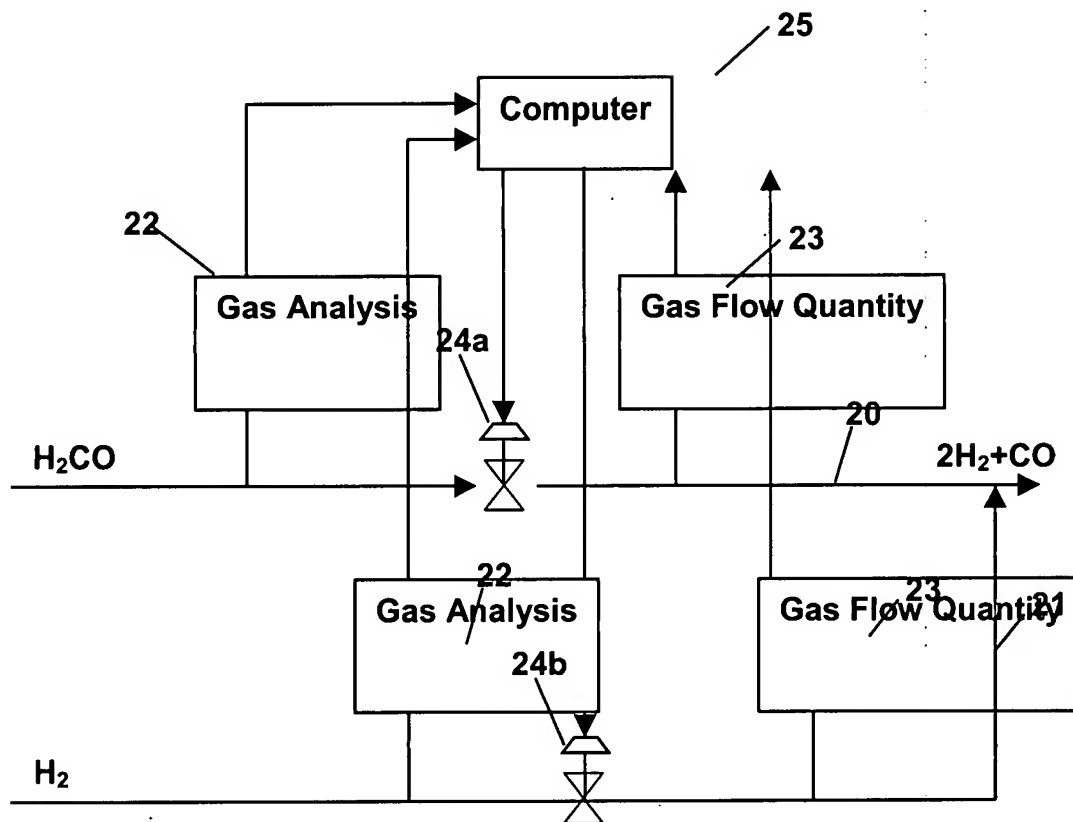 25
Computer
22
23
Gas Analysis
Gas Flow Quantity
24a
20
H₂CO
2H₂+CO
22
23
21
Gas Analysis
Gas Flow Quantity
24b
H₂